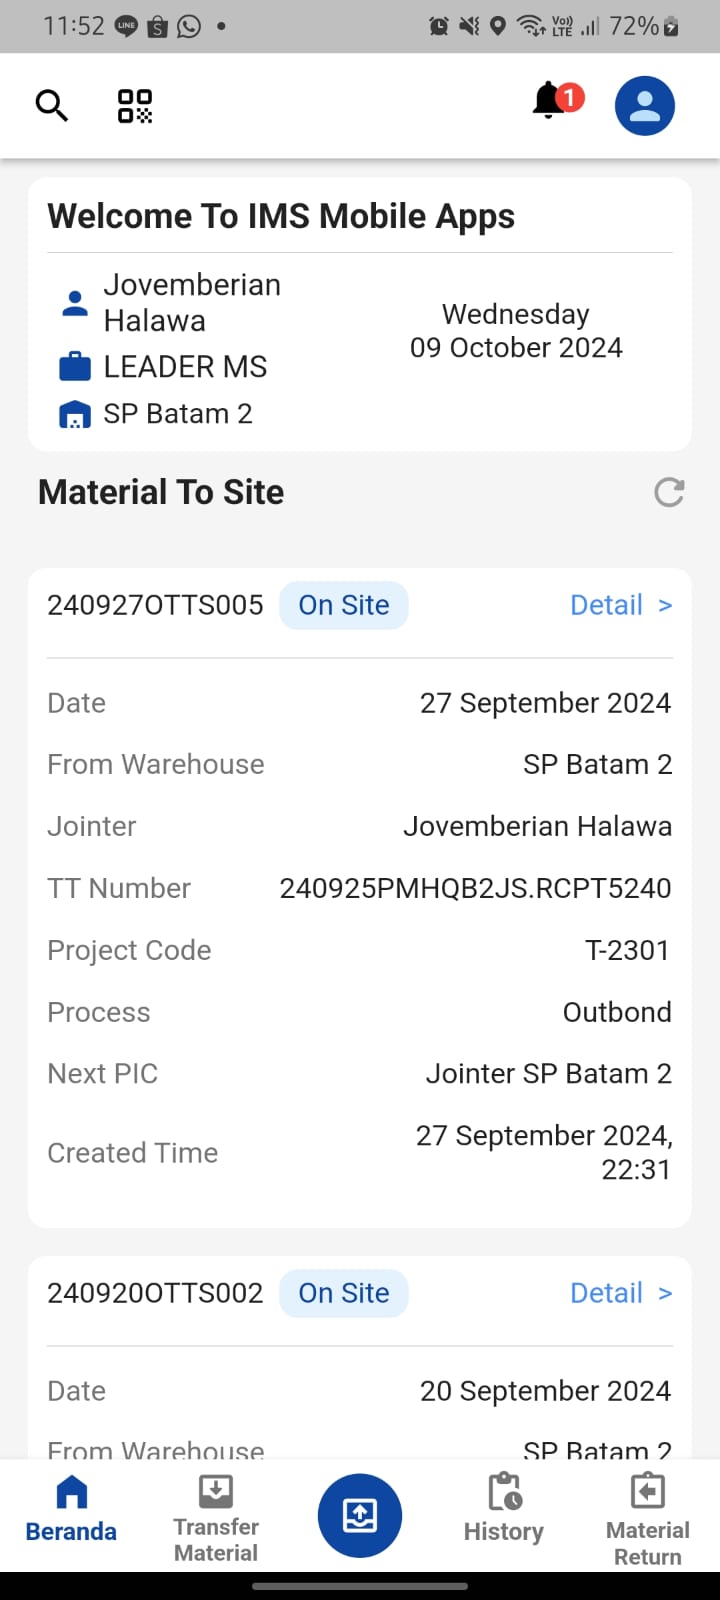 11:52 LINE S Vo)) LTE 72%
1
Welcome To IMS Mobile Apps
Jovemberian
Halawa
LEADER MS
SP Batam 2
Wednesday
09 October 2024
Material To Site
240927OTTS005 On Site Detail >
Date 27 September 2024
From Warehouse SP Batam 2
Jointer Jovemberian Halawa
TT Number 240925PMHQB2JS.RCPT5240
Project Code T-2301
Process Outbond
Next PIC Jointer SP Batam 2
Created Time 27 September 2024,
22:31
240920OTTS002 On Site Detail >
Date 20 September 2024
From Warehouse SP Batam 2
Beranda
Transfer
Material
History
Material
Return